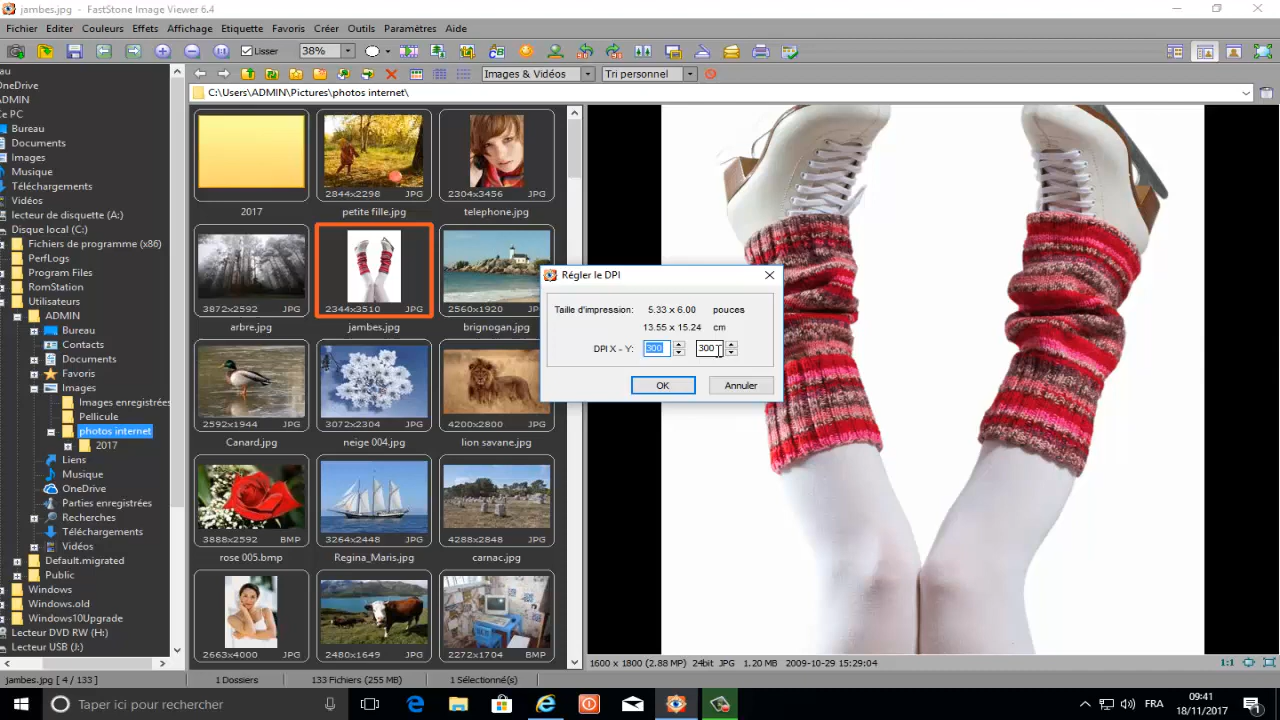 jambes.jpg - FastStone Image Viewer 6.4
Fichier Editer Couleurs Effets Affichage Etiquette Favoris Créer Outils Paramètres Aide
Lisser 38%
Images & Vidéos Tri personnel
C:\Users\ADMIN\Pictures\photos internet\
OneDrive
ADMIN
Ce PC
Bureau
Documents
Images
Musique
Téléchargements
Vidéos
lecteur de disquette (A:)
Disque local (C:)
Fichiers de programme (x86)
PerfLogs
Program Files
RomStation
Utilisateurs
ADMIN
Bureau
Contacts
Documents
Favoris
Images
Images enregistrées
Pellicule
photos internet
2017
Liens
Musique
OneDrive
Parties enregistrées
Recherches
Téléchargements
Vidéos
Default.migrated
Public
Windows
Windows.old
Windows10Upgrade
Lecteur DVD RW (H:)
Lecteur USB (J:)
2844x2298 JPG
2304x3456 JPG
2017
petite fille.jpg
telephone.jpg
3872x2592 JPG
2344x3510 JPG
2560x1920 JPG
arbre.jpg
jambes.jpg
brignogan.jpg
2592x1944 JPG
3072x2304 JPG
4200x2800 JPG
Canard.jpg
neige 004.jpg
lion savane.jpg
3888x2592 BMP
3264x2448 JPG
4288x2848 JPG
rose 005.bmp
Regina_Maris.jpg
carnac.jpg
2663x4000 JPG
2480x1649 JPG
2272x1704 BMP
Régler le DPI
Taille d'impression: 5.33 x 6.00 pouces
13.55 x 15.24 cm
DPI X - Y: 300 300
OK Annuler
1600 x 1800 (2.88 MP) 24bit JPG 1.20 MB 2009-10-29 15:29:04
1:1
jambes.jpg [ 4 / 133 ]
1 Dossiers
133 Fichiers (255 MB)
1 Sélectionné(s)
Taper ici pour rechercher
FRA
09:41
18/11/2017